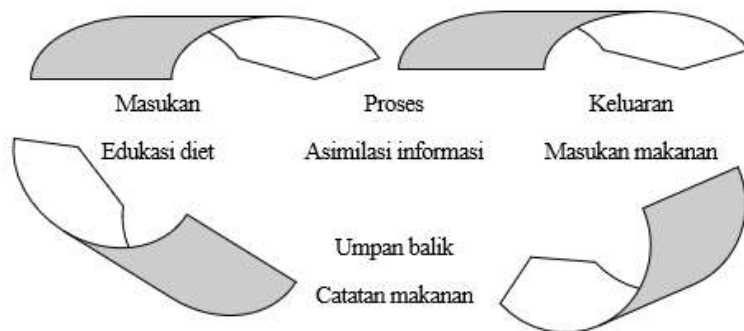 Masukan Proses Keluaran
Edukasi diet Asimilasi informasi Masukan makanan
Umpan balik
Catatan makanan